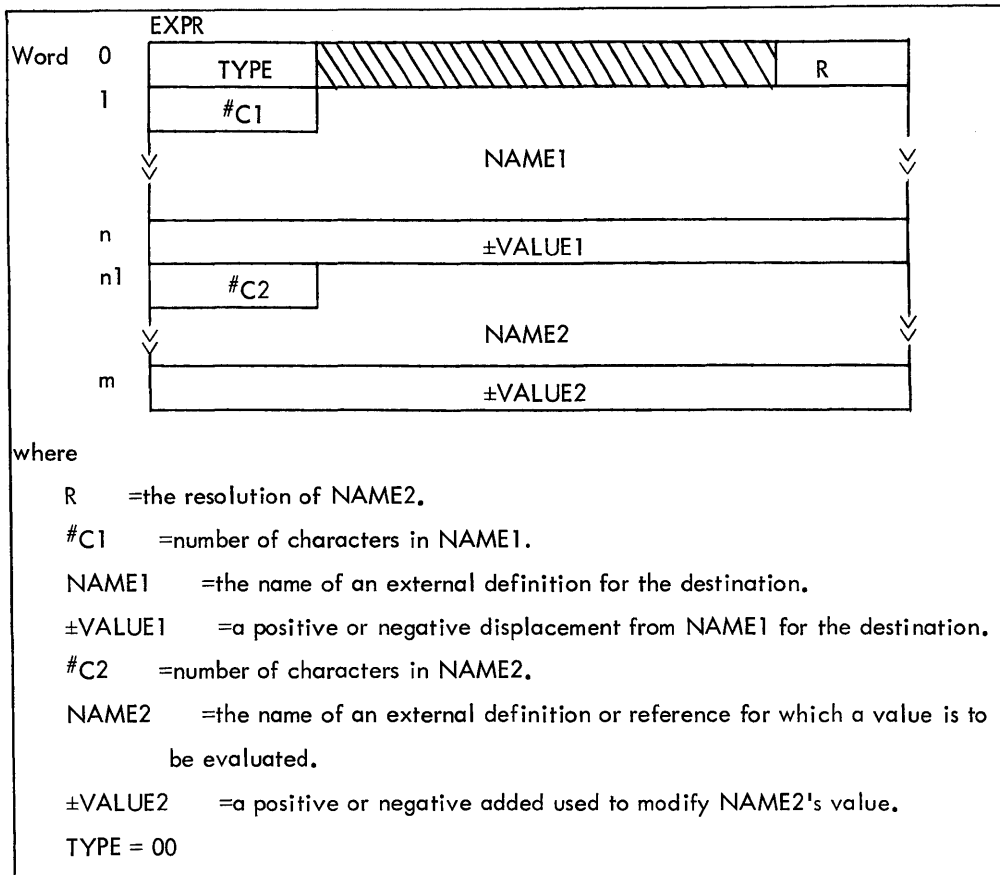 EXPR
Word 0 TYPE R
1 #C1
NAME1
n ±VALUE1
n1 #C2
NAME2
m ±VALUE2
where
R =the resolution of NAME2.
#C1 =number of characters in NAME1.
NAME1 =the name of an external definition for the destination.
±VALUE1 =a positive or negative displacement from NAME1 for the destination.
#C2 =number of characters in NAME2.
NAME2 =the name of an external definition or reference for which a value is to
be evaluated.
±VALUE2 =a positive or negative added used to modify NAME2's value.
TYPE = 00